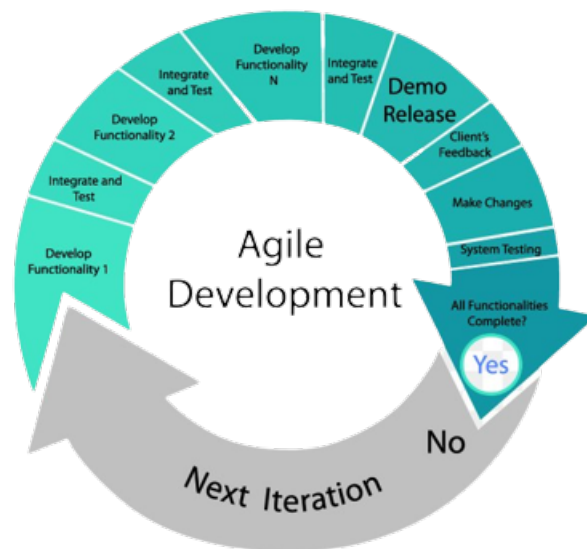 Develop
Functionality 1
Integrate and
Test
Develop
Functionality 2
Integrate
and Test
Develop
Functionality
N
Integrate
and Test
Demo
Release
Client's
Feedback
Make Changes
System Testing
All Functionalities
Complete?
Yes
No
Next Iteration
Agile
Development